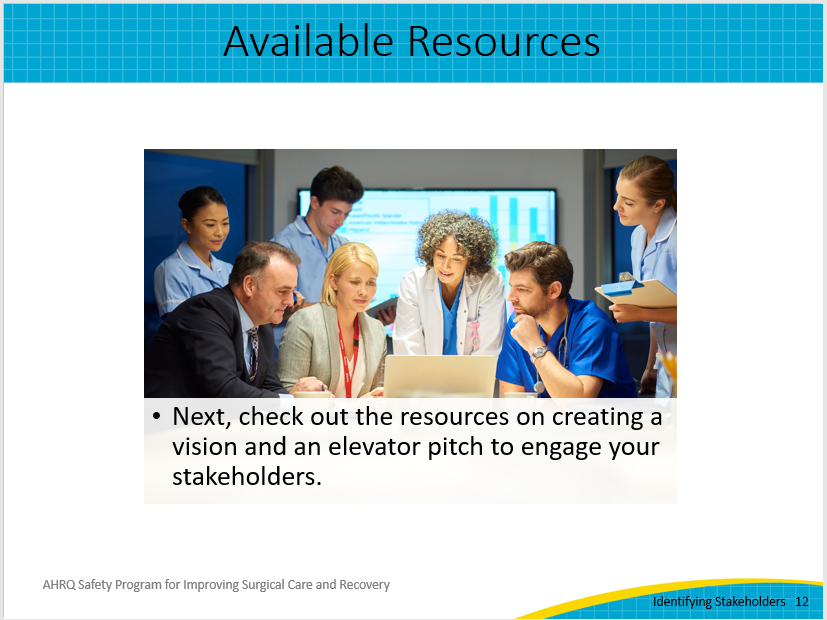 Available Resources
• Next, check out the resources on creating a
vision and an elevator pitch to engage your
stakeholders.
AHRQ Safety Program for Improving Surgical Care and Recovery
Identifying Stakeholders 12